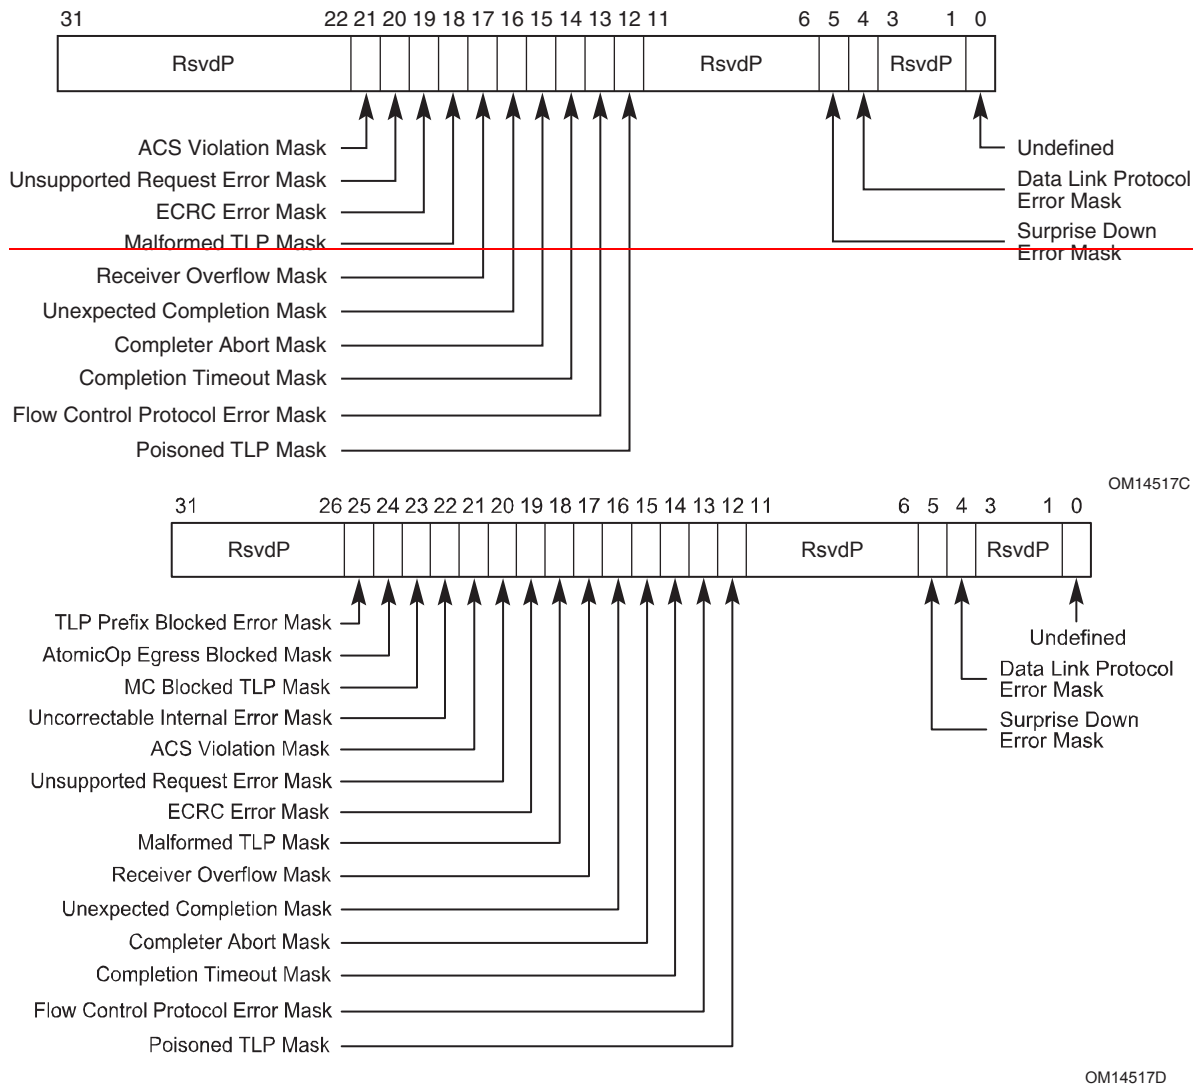 31 22 21 20 19 18 17 16 15 14 13 12 11 6 5 4 3 1 0
RsvdP RsvdP RsvdP
ACS Violation Mask
Unsupported Request Error Mask
ECRC Error Mask
Malformed TLP Mask
Receiver Overflow Mask
Unexpected Completion Mask
Completer Abort Mask
Completion Timeout Mask
Flow Control Protocol Error Mask
Poisoned TLP Mask
Undefined
Data Link Protocol
Error Mask
Surprise Down
Error Mask
OM14517C
31 26 25 24 23 22 21 20 19 18 17 16 15 14 13 12 11 6 5 4 3 1 0
RsvdP RsvdP RsvdP
TLP Prefix Blocked Error Mask
AtomicOp Egress Blocked Mask
MC Blocked TLP Mask
Uncorrectable Internal Error Mask
ACS Violation Mask
Unsupported Request Error Mask
ECRC Error Mask
Malformed TLP Mask
Receiver Overflow Mask
Unexpected Completion Mask
Completer Abort Mask
Completion Timeout Mask
Flow Control Protocol Error Mask
Poisoned TLP Mask
Undefined
Data Link Protocol
Error Mask
Surprise Down
Error Mask
OM14517D